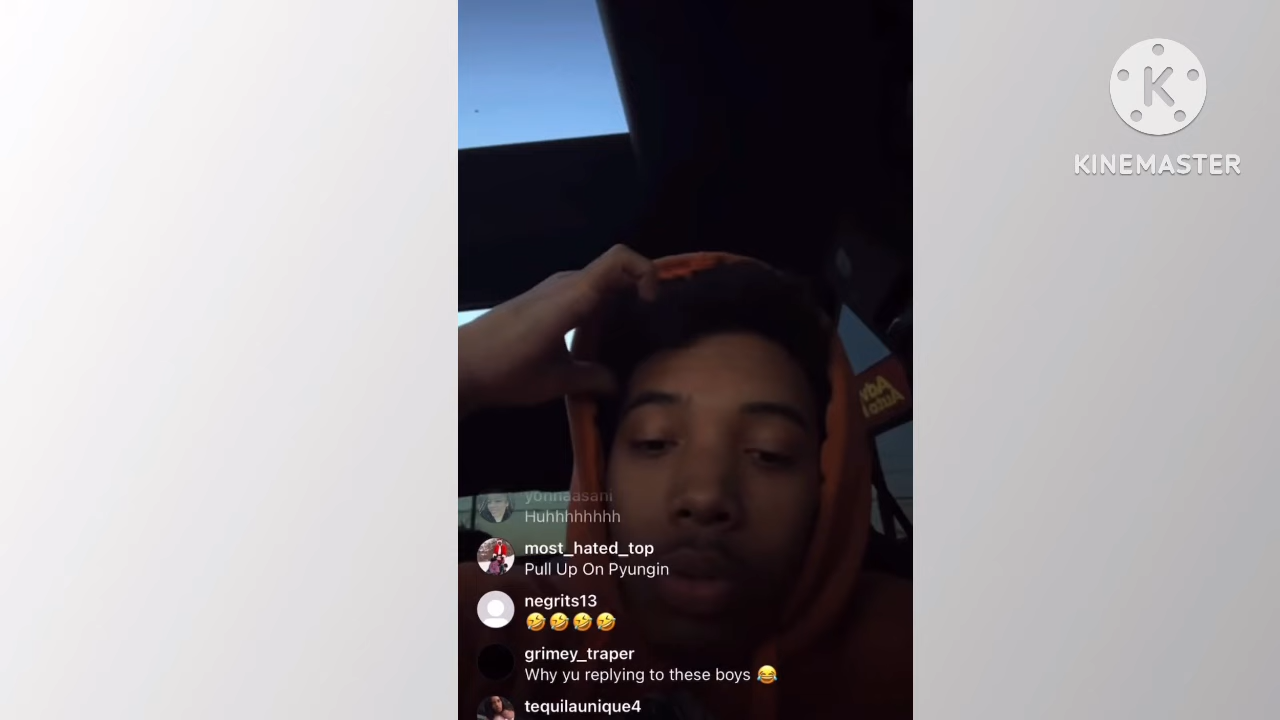 KINEMASTER
yonnaasani
Huhhhhhhhh
most_hated_top
Pull Up On Pyungin
negrits13
🤣🤣🤣🤣
grimey_traper
Why yu replying to these boys 😂
tequilaunique4